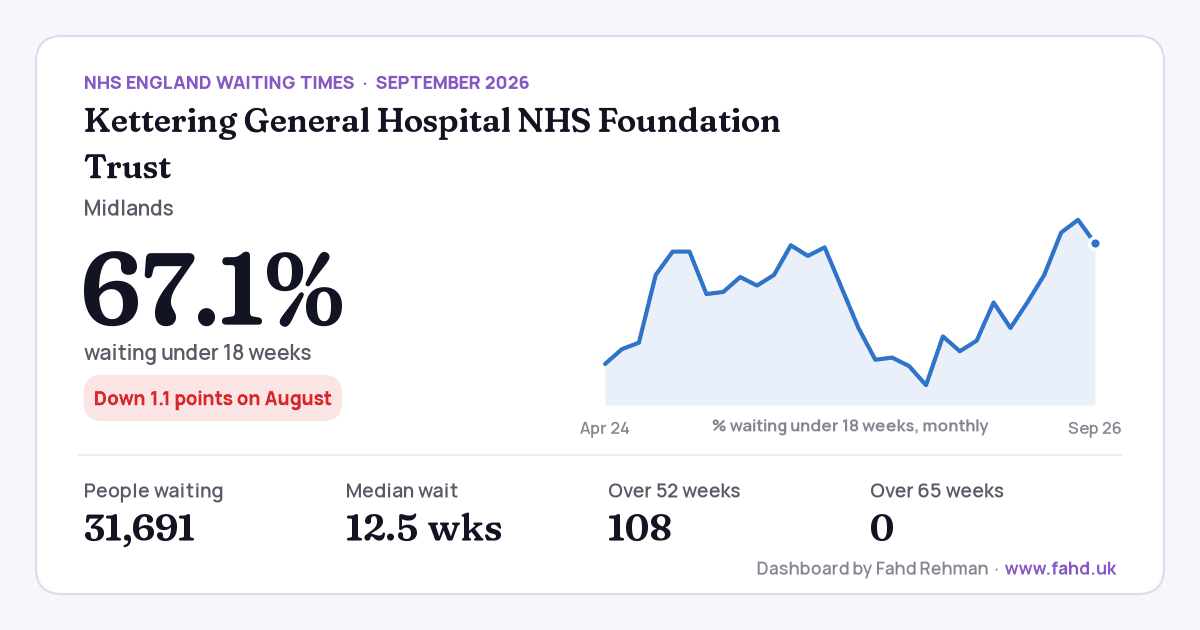 NHS ENGLAND WAITING TIMES · SEPTEMBER 2026
Kettering General Hospital NHS Foundation
Trust
Midlands
67.1%
waiting under 18 weeks
Down 1.1 points on August
Apr 24
% waiting under 18 weeks, monthly
Sep 26
People waiting
31,691
Median wait
12.5 wks
Over 52 weeks
108
Over 65 weeks
0
Dashboard by Fahd Rehman · www.fahd.uk